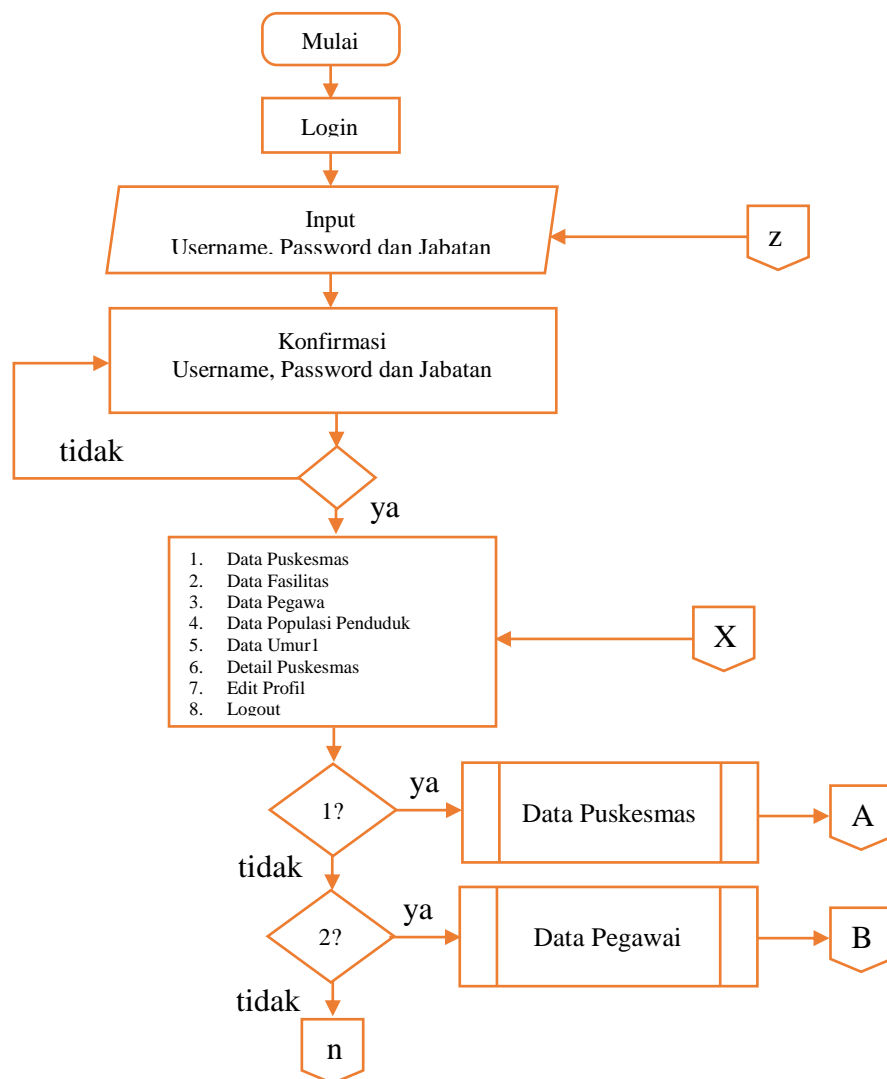 Mulai
Login
Input
Username, Password dan Jabatan
z
Konfirmasi
Username, Password dan Jabatan
tidak
ya
1. Data Puskesmas
2. Data Fasilitas
3. Data Pegawa
4. Data Populasi Penduduk
5. Data Umur1
6. Detail Puskesmas
7. Edit Profil
8. Logout
X
1?
ya
Data Puskesmas
A
tidak
2?
ya
Data Pegawai
B
tidak
n